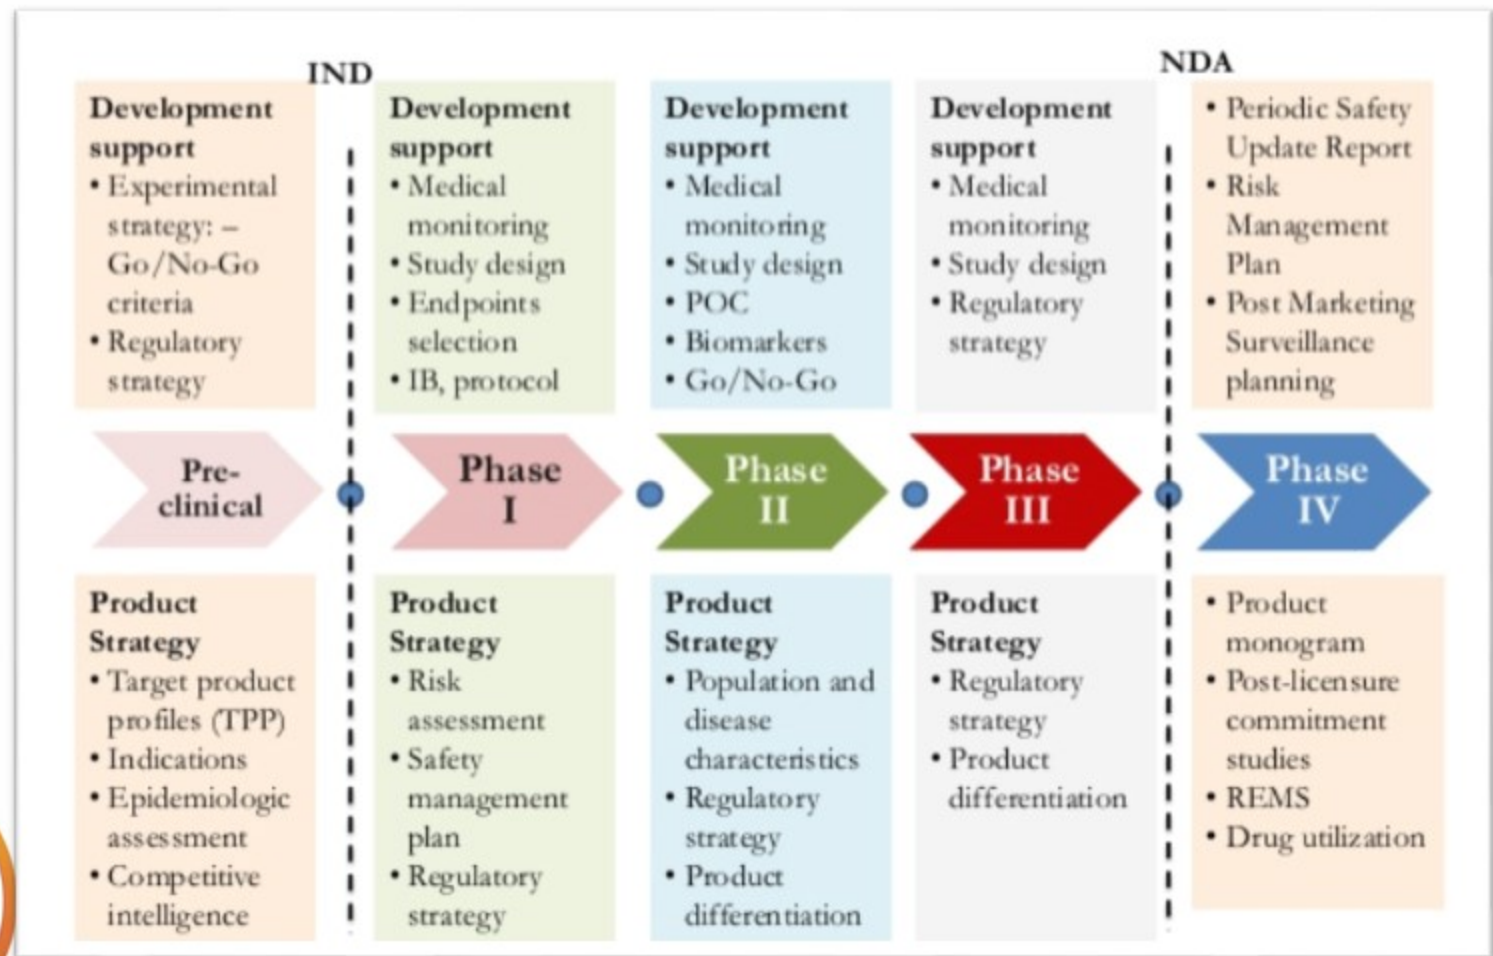 IND
NDA
Development
support
• Experimental
strategy: –
Go/No-Go
criteria
• Regulatory
strategy
Development
support
• Medical
monitoring
• Study design
• Endpoints
selection
• IB, protocol
Development
support
• Medical
monitoring
• Study design
• POC
• Biomarkers
• Go/No-Go
Development
support
• Medical
monitoring
• Study design
• Regulatory
strategy
• Periodic Safety
Update Report
• Risk
Management
Plan
• Post Marketing
Surveillance
planning
Pre-
clinical
Phase
I
Phase
II
Phase
III
Phase
IV
Product
Strategy
• Target product
profiles (TPP)
• Indications
• Epidemiologic
assessment
• Competitive
intelligence
Product
Strategy
• Risk
assessment
• Safety
management
plan
• Regulatory
strategy
Product
Strategy
• Population and
disease
characteristics
• Regulatory
strategy
• Product
differentiation
Product
Strategy
• Regulatory
strategy
• Product
differentiation
• Product
monogram
• Post-licensure
commitment
studies
• REMS
• Drug utilization